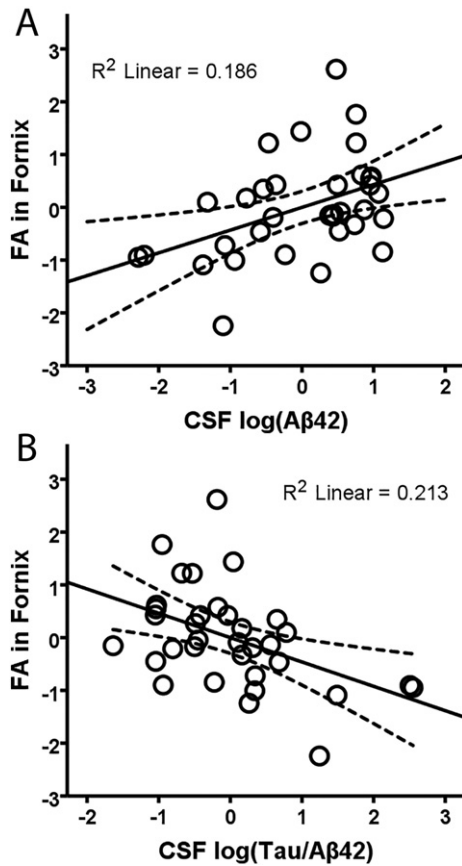 A
R² Linear = 0.186
FA in Fornix
3
2
1
0
-1
-2
-3
-3 -2 -1 0 1 2
CSF log(Aβ42)
B
R² Linear = 0.213
FA in Fornix
3
2
1
0
-1
-2
-3
-2 -1 0 1 2 3
CSF log(Tau/Aβ42)